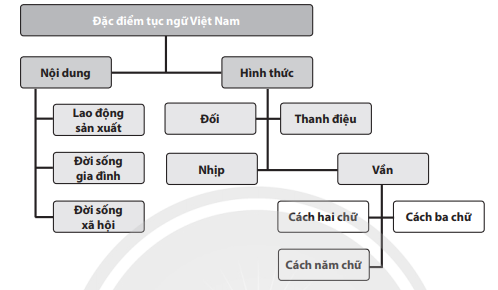 Đặc điểm tục ngữ Việt Nam
Nội dung
Hình thức
Lao động
sản xuất
Đối
Thanh điệu
Đời sống
gia đình
Nhịp
Vần
Đời sống
xã hội
Cách hai chữ
Cách ba chữ
Cách năm chữ